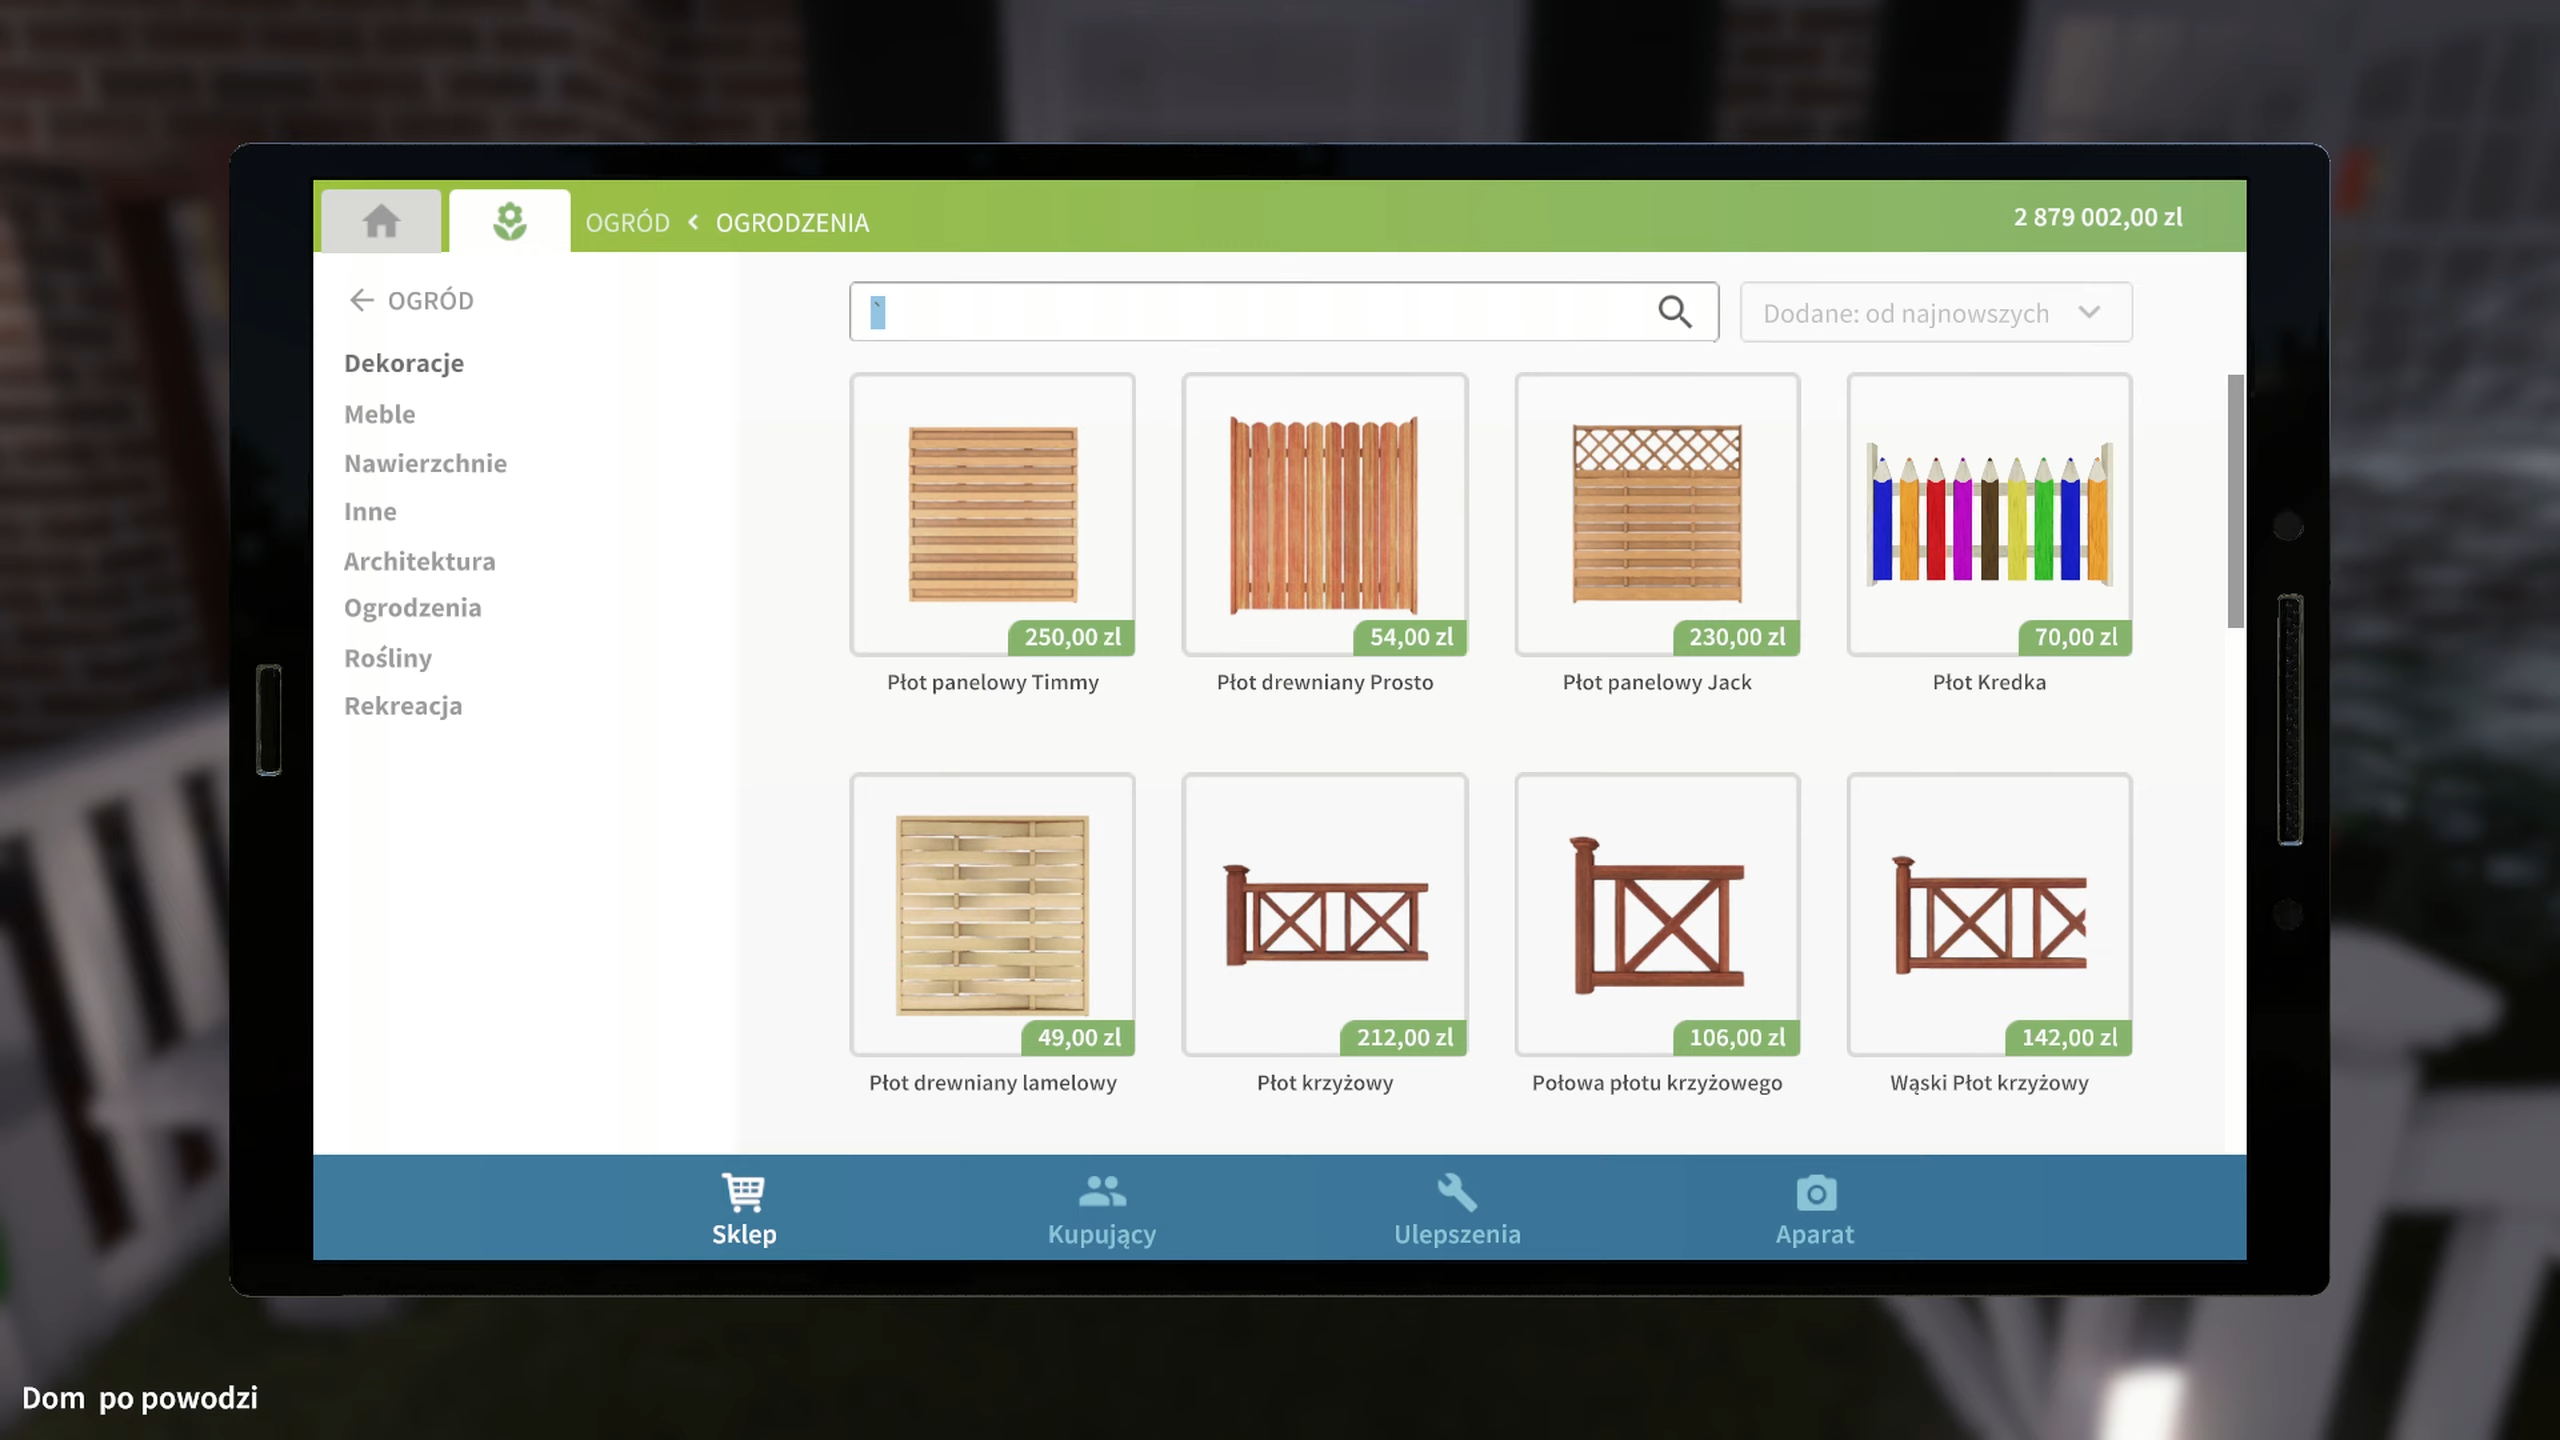 OGRÓD < OGRODZENIA
2 879 002,00 zl
← OGRÓD
Dekoracje
Meble
Nawierzchnie
Inne
Architektura
Ogrodzenia
Rośliny
Rekreacja
`
Dodane: od najnowszych
250,00 zl
54,00 zl
230,00 zl
70,00 zl
Płot panelowy Timmy
Płot drewniany Prosto
Płot panelowy Jack
Płot Kredka
49,00 zl
212,00 zl
106,00 zl
142,00 zl
Płot drewniany lamelowy
Płot krzyżowy
Połowa płotu krzyżowego
Wąski Płot krzyżowy
Sklep
Kupujący
Ulepszenia
Aparat
Dom po powodzi